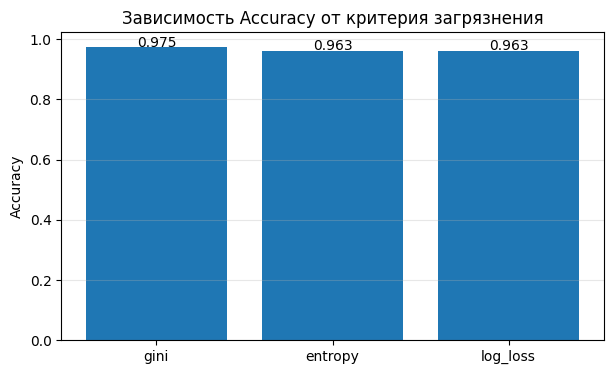 Зависимость Accuracy от критерия загрязнения
1.0
0.8
0.6
0.4
0.2
0.0
Accuracy
0.975
0.963
0.963
gini
entropy
log_loss